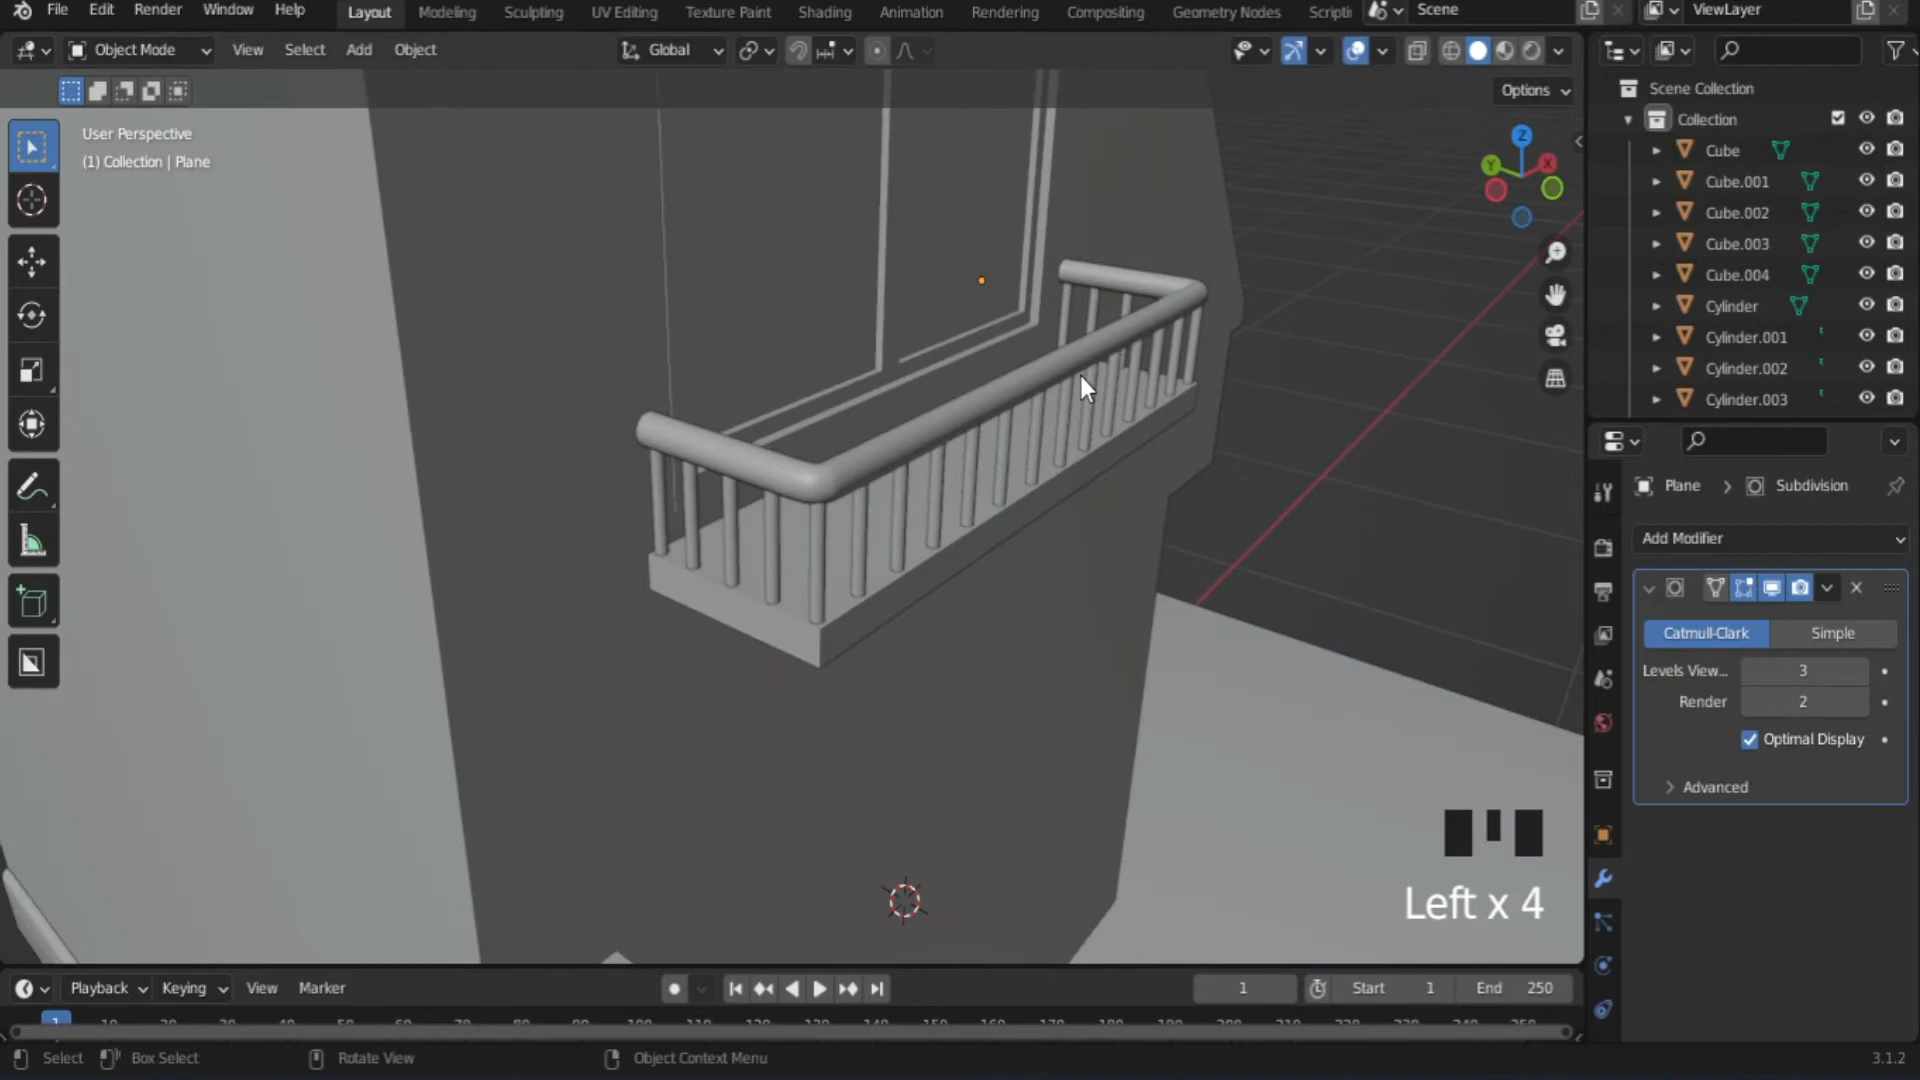 File Edit Render Window Help Layout Modeling Sculpting UV Editing Texture Paint Shading Animation Rendering Compositing Geometry Nodes Scripti Scene ViewLayer
Object Mode View Select Add Object Global
Options
User Perspective
(1) Collection | Plane
Z
Y
X
Scene Collection
Collection
Cube
Cube.001
Cube.002
Cube.003
Cube.004
Cylinder
Cylinder.001
Cylinder.002
Cylinder.003
Plane > Subdivision
Add Modifier
Catmull-Clark Simple
Levels View... 3
Render 2
Optimal Display
Advanced
Left x 4
Playback Keying View Marker 1 Start 1 End 250
1
Select Box Select Rotate View Object Context Menu 3.1.2